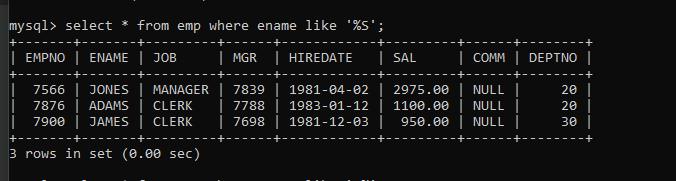 mysql> select * from emp where ename like '%S';
+-------+-------+---------+------+------------+---------+------+--------+
| EMPNO | ENAME | JOB     | MGR  | HIREDATE   | SAL     | COMM | DEPTNO |
+-------+-------+---------+------+------------+---------+------+--------+
|  7566 | JONES | MANAGER | 7839 | 1981-04-02 | 2975.00 | NULL |     20 |
|  7876 | ADAMS | CLERK   | 7788 | 1983-01-12 | 1100.00 | NULL |     20 |
|  7900 | JAMES | CLERK   | 7698 | 1981-12-03 |  950.00 | NULL |     30 |
+-------+-------+---------+------+------------+---------+------+--------+
3 rows in set (0.00 sec)